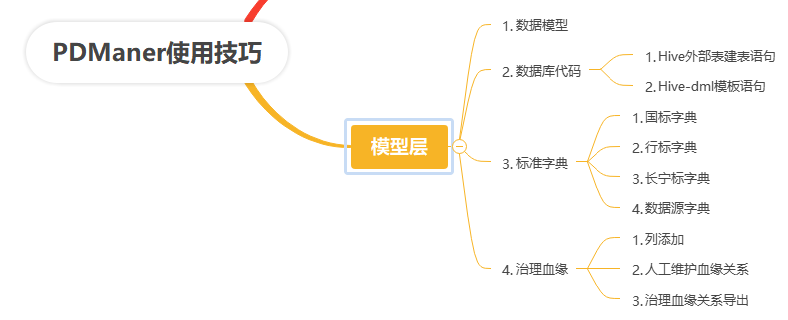 PDManer使用技巧
模型层
1. 数据模型
2. 数据库代码
1. Hive外部表建表语句
2. Hive-dml模板语句
3. 标准字典
1. 国标字典
2. 行标字典
3. 长宁标字典
4. 数据源字典
4. 治理血缘
1. 列添加
2. 人工维护血缘关系
3. 治理血缘关系导出